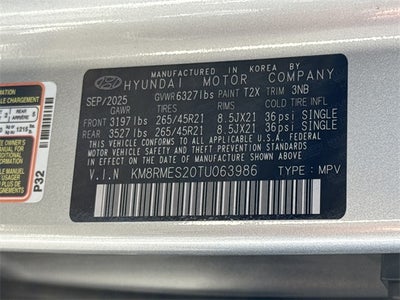 MANUFACTURED IN KOREA BY
HYUNDAI MOTOR COMPANY
SEP/2025 GVWR 6327lbs PAINT T2X TRIM 3NB
GAWR TIRES RIMS COLD TIRE INFL
FRONT 3197lbs 265/45R21 8.5JX21 36psi SINGLE
REAR 3527lbs 265/45R21 8.5JX21 36psi SINGLE
THIS VEHICLE CONFORMS TO ALL APPLICABLE U.S. FEDERAL
MOTOR VEHICLE SAFETY AND THEFT PREVENTION STANDARDS
IN EFFECT ON THE DATE OF MANUFACTURE SHOWN ABOVE.
V.I.N KM8RMES20TU063986 TYPE: MPV
CHARGEMENT
REAR
ARRIÈRE
P32